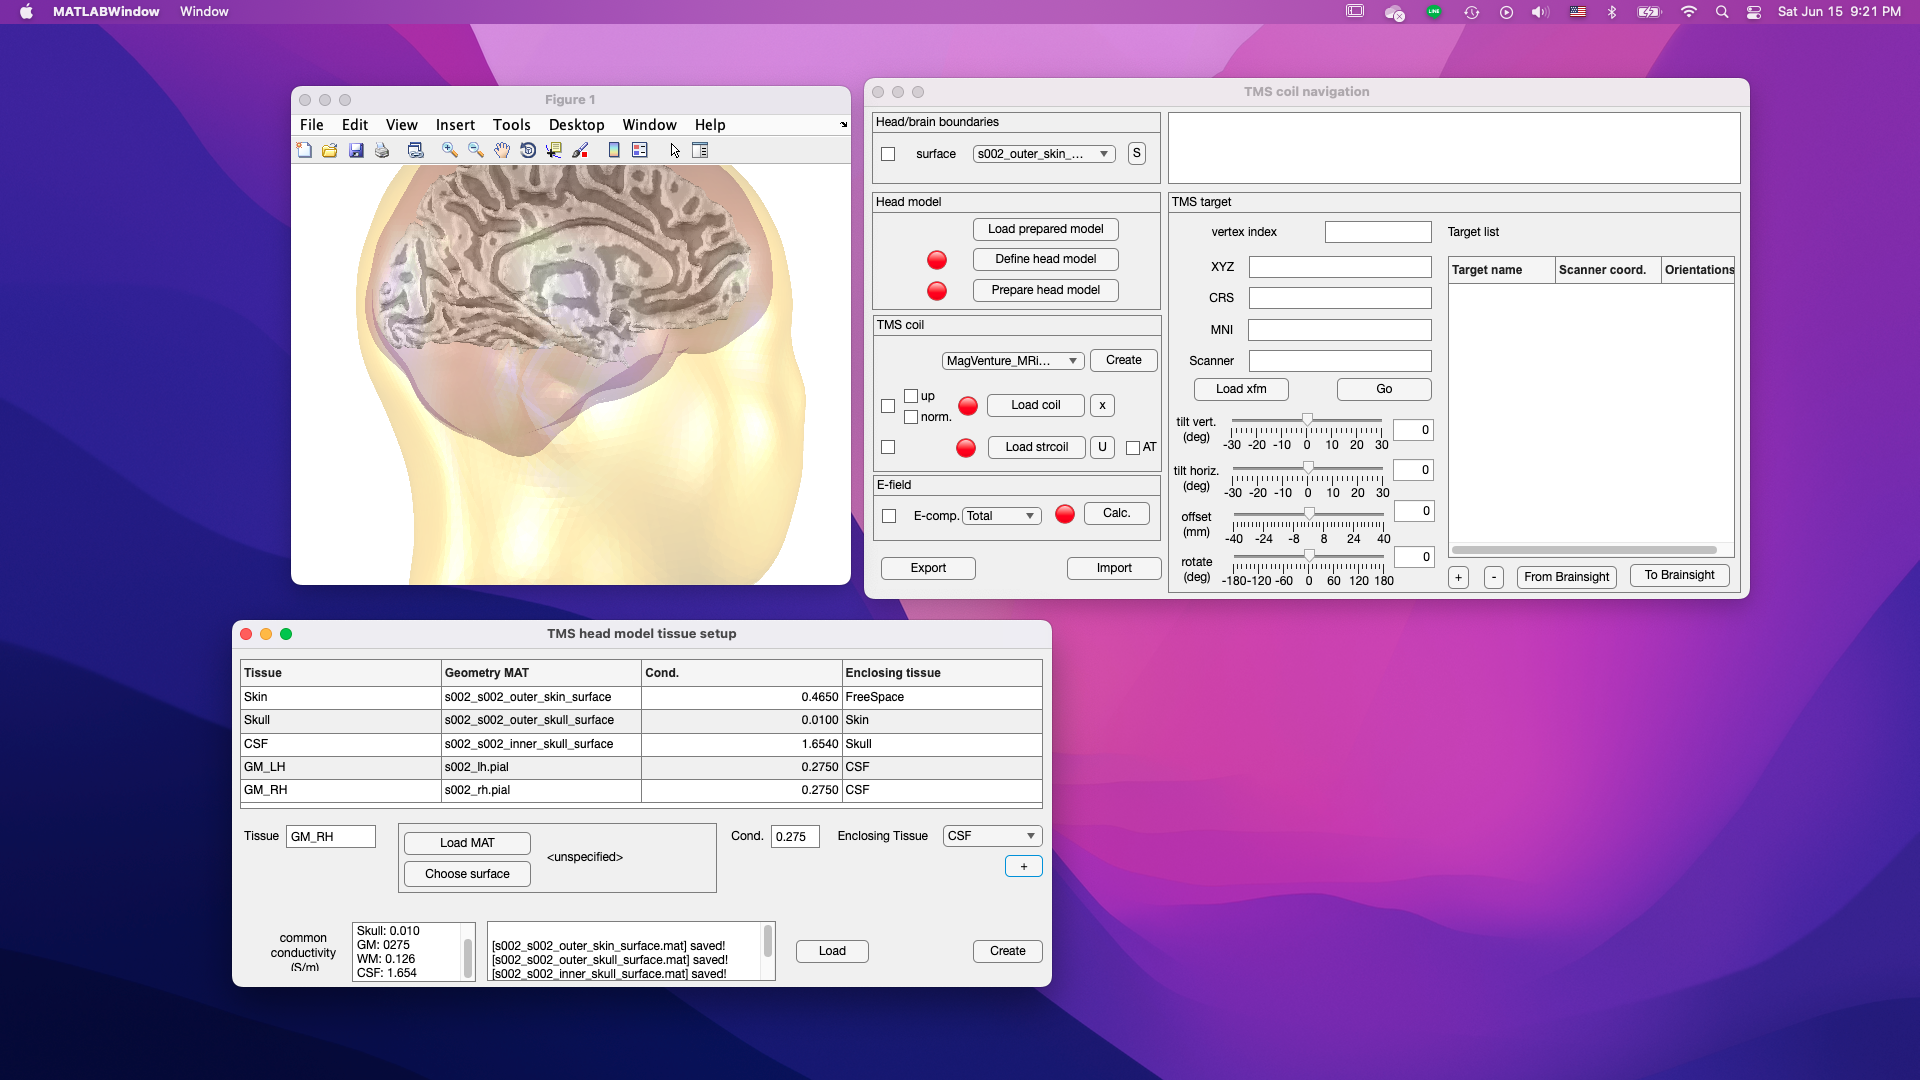 MATLABWindow Window
LINE
Sat Jun 15 9:21 PM
Figure 1
File Edit View Insert Tools Desktop Window Help
TMS coil navigation
Head/brain boundaries
surface s002_outer_skin_... S
Head model
Load prepared model
Define head model
Prepare head model
TMS coil
MagVenture_MRi... Create
up
norm.
Load coil x
Load strcoil U AT
E-field
E-comp. Total Calc.
Export Import
TMS target
vertex index
XYZ
CRS
MNI
Scanner
Load xfm Go
tilt vert.
(deg)
-30 -20 -10 0 10 20 30
0
tilt horiz.
(deg)
-30 -20 -10 0 10 20 30
0
offset
(mm)
-40 -24 -8 8 24 40
0
rotate
(deg)
-180 -120 -60 0 60 120 180
0
Target list
Target name Scanner coord. Orientations
+ - From Brainsight To Brainsight
TMS head model tissue setup
Tissue Geometry MAT Cond. Enclosing tissue
Skin s002_s002_outer_skin_surface 0.4650 FreeSpace
Skull s002_s002_outer_skull_surface 0.0100 Skin
CSF s002_s002_inner_skull_surface 1.6540 Skull
GM_LH s002_lh.pial 0.2750 CSF
GM_RH s002_rh.pial 0.2750 CSF
Tissue GM_RH
Load MAT
Choose surface
<unspecified>
Cond. 0.275 Enclosing Tissue CSF
+
common
conductivity
(S/m)
Skull: 0.010
GM: 0275
WM: 0.126
CSF: 1.654
[s002_s002_outer_skin_surface.mat] saved!
[s002_s002_outer_skull_surface.mat] saved!
[s002_s002_inner_skull_surface.mat] saved!
Load Create